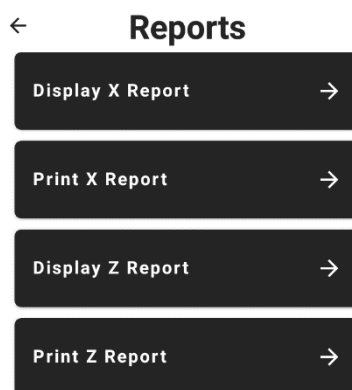 Reports
Display X Report
Print X Report
Display Z Report
Print Z Report